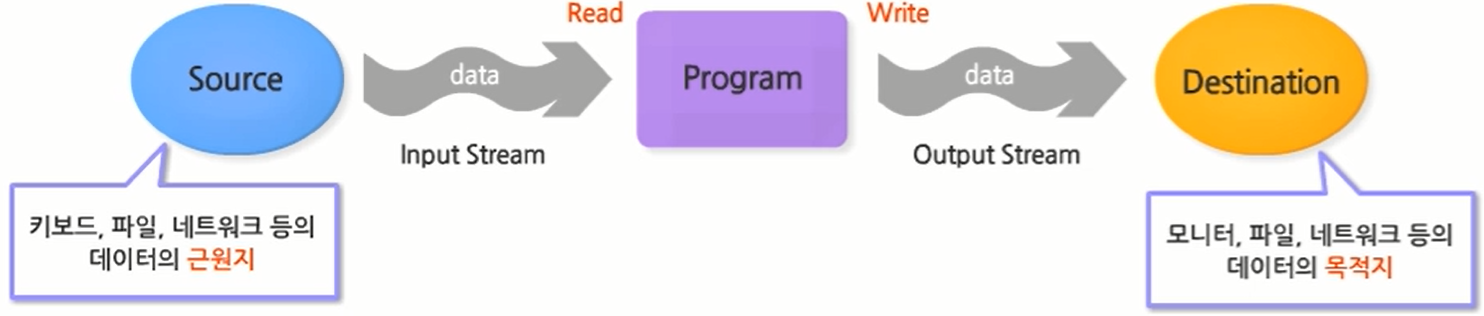 Source
data
Input Stream
Read
Program
Write
data
Output Stream
Destination
키보드, 파일, 네트워크 등의
데이터의 근원지
모니터, 파일, 네트워크 등의
데이터의 목적지